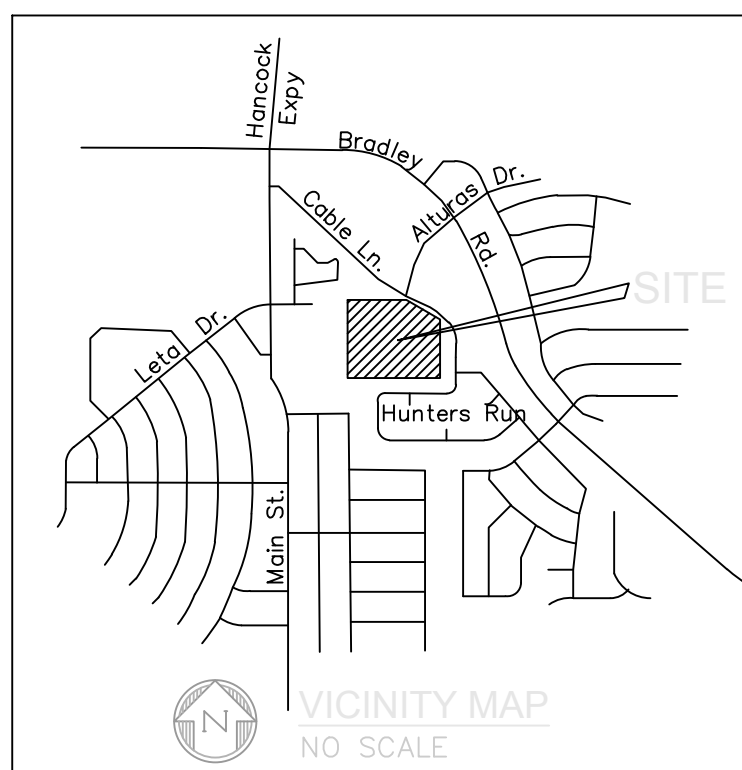 Hancock
Expy
Bradley
Rd.
Alturas Dr.
Cable Ln.
SITE
Leta Dr.
Hunters Run
Main St.
N
VICINITY MAP
NO SCALE